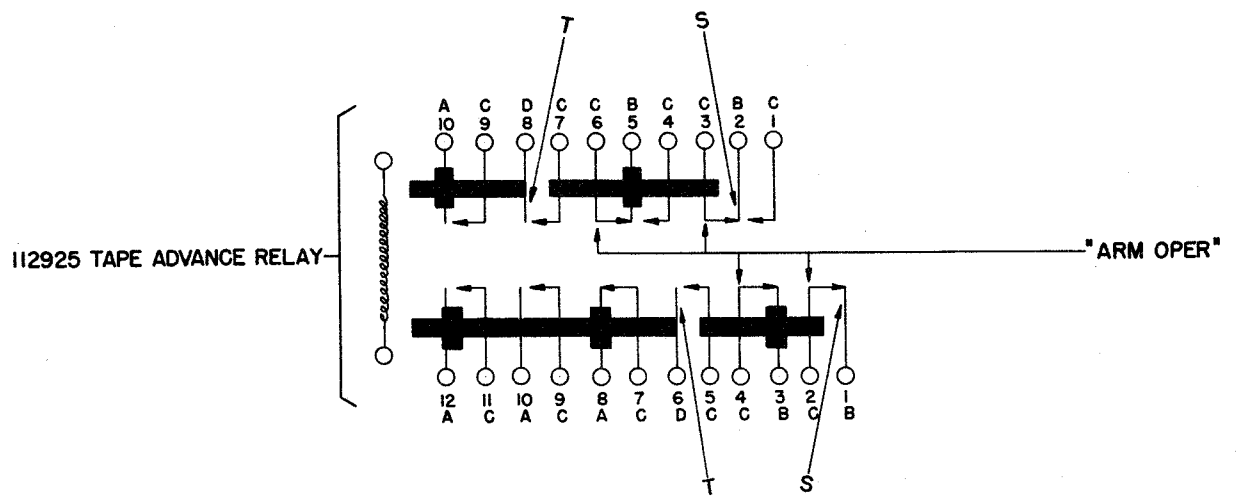 T S
A C D C C B C C B C
10 9 8 7 6 5 4 3 2 1
112925 TAPE ADVANCE RELAY
"ARM OPER"
12 11 10 9 8 7 6 5 4 3 2 1
A C A C A C D C C B C B
T S